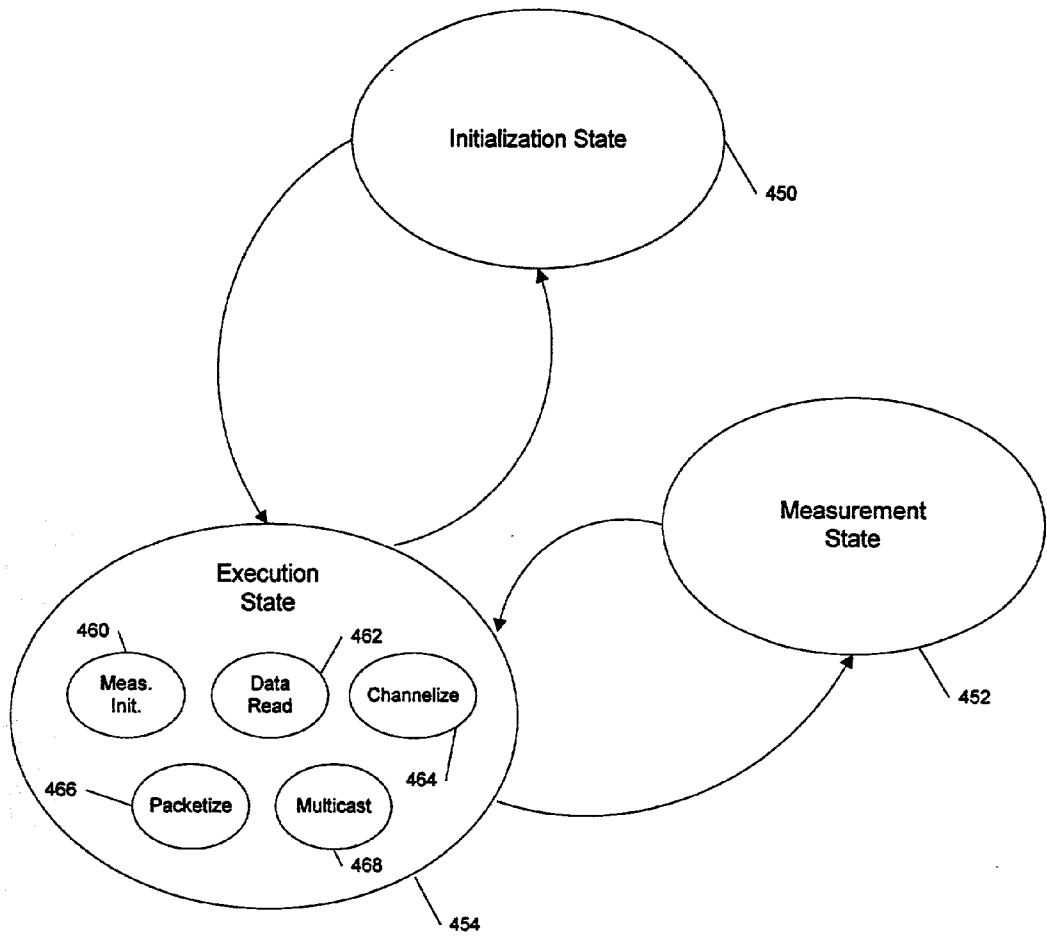 Initialization State
450
Measurement
State
452
Execution
State
460
462
Meas.
Init.
Data
Read
Channelize
464
466
Packetize
Multicast
468
454